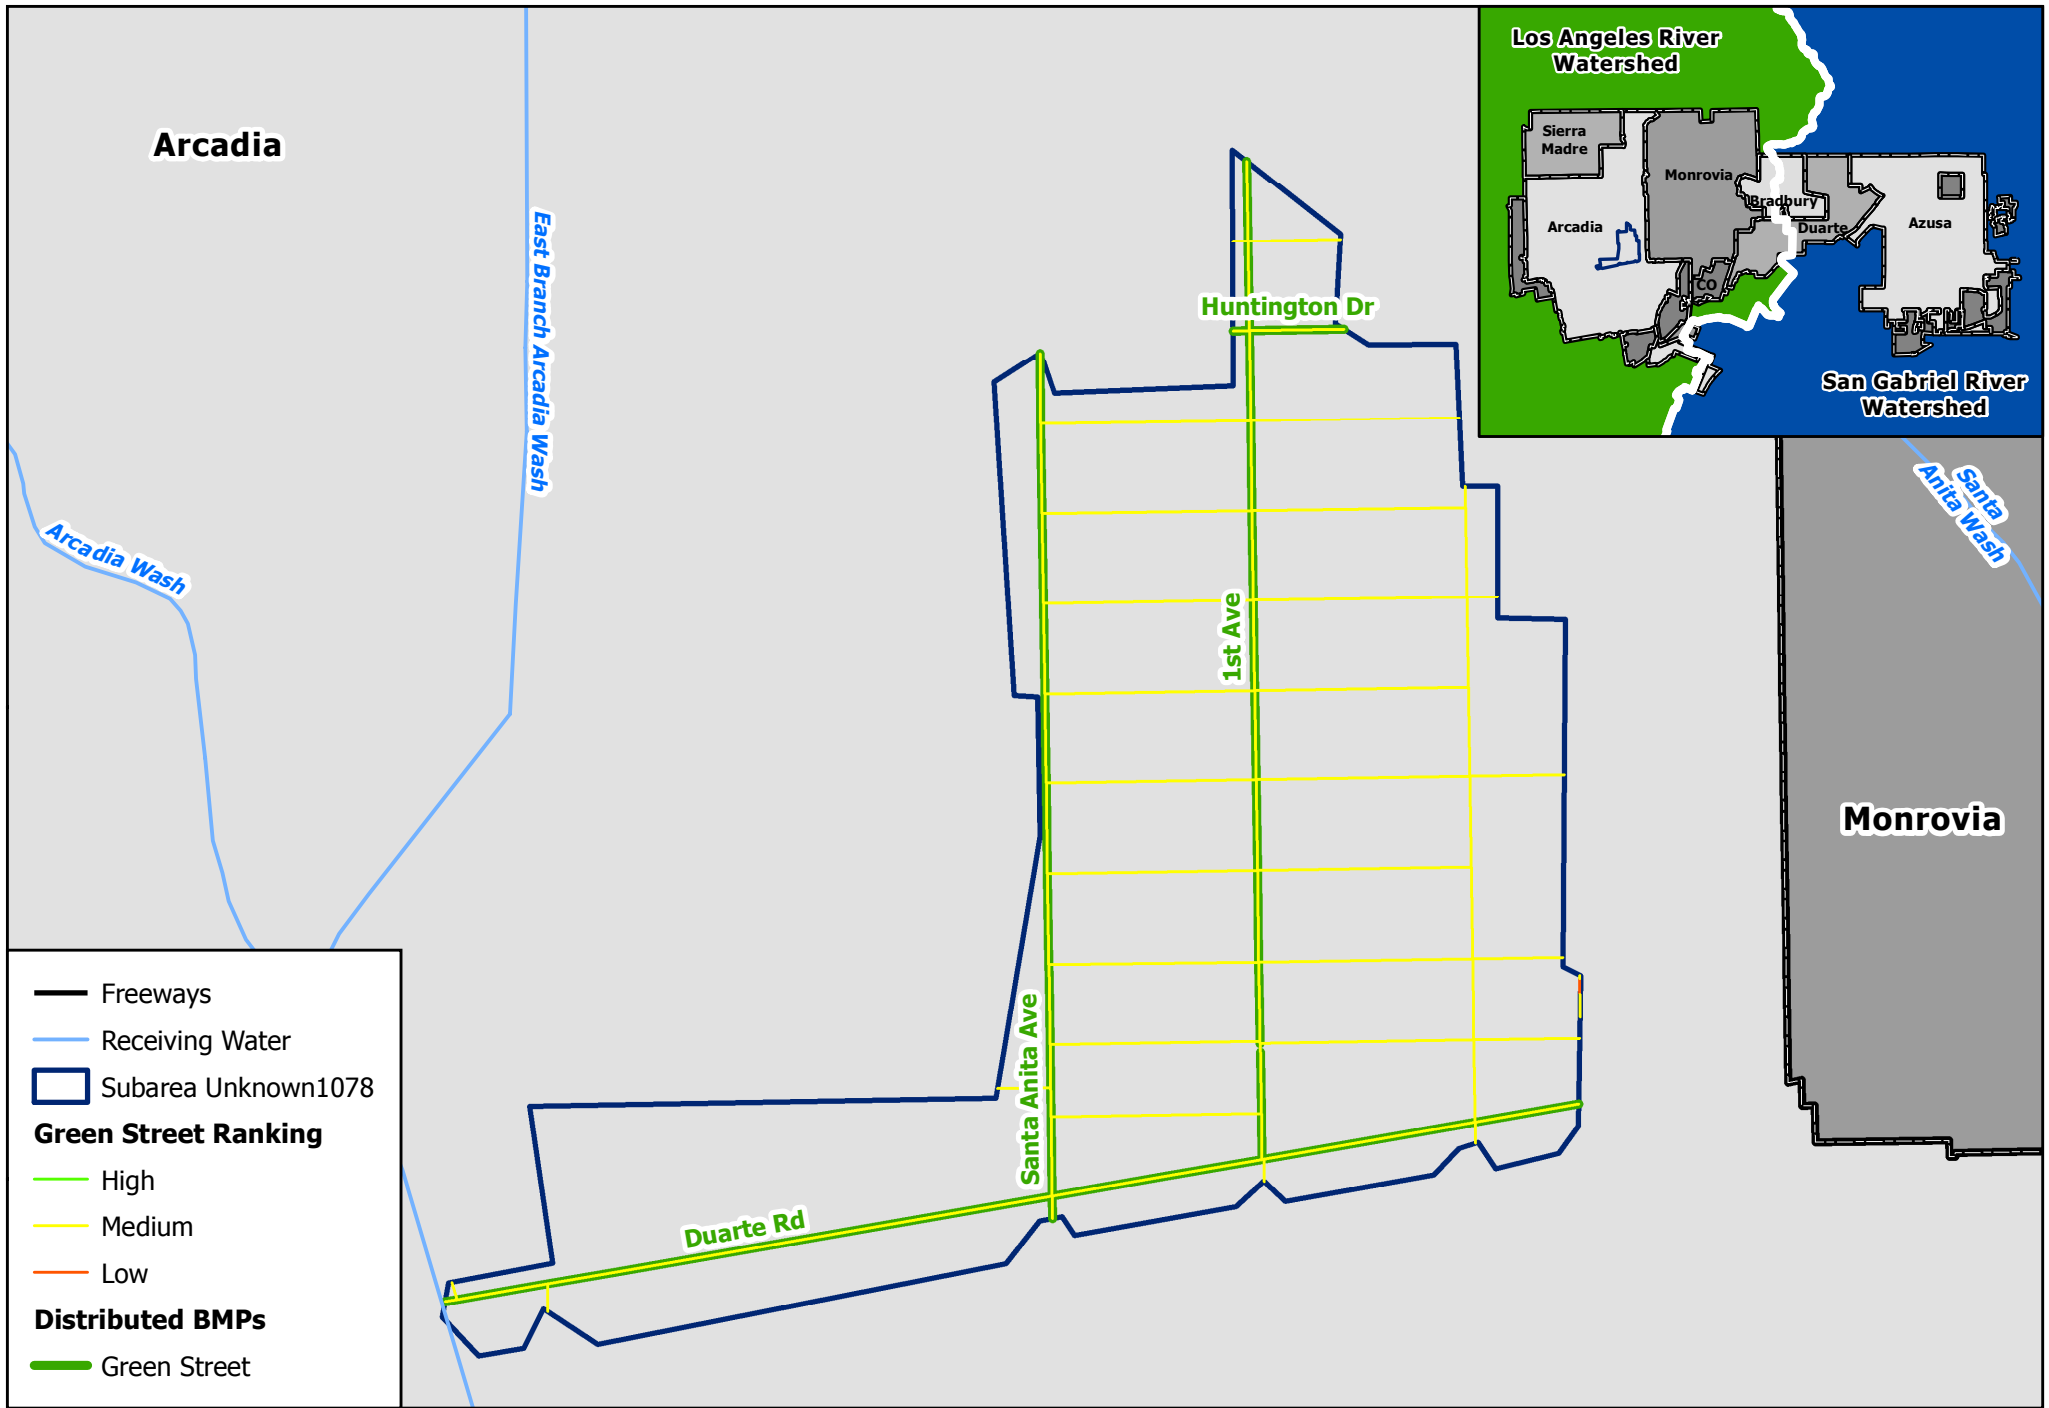 Arcadia
East Branch Arcadia Wash
Arcadia Wash
Huntington Dr
1st Ave
Santa Anita Ave
Duarte Rd
Los Angeles River
Watershed
Sierra
Madre
Monrovia
Bradbury
Arcadia
Duarte
Azusa
CO
San Gabriel River
Watershed
Santa
Anita Wash
Monrovia
Freeways
Receiving Water
Subarea Unknown1078
Green Street Ranking
High
Medium
Low
Distributed BMPs
Green Street